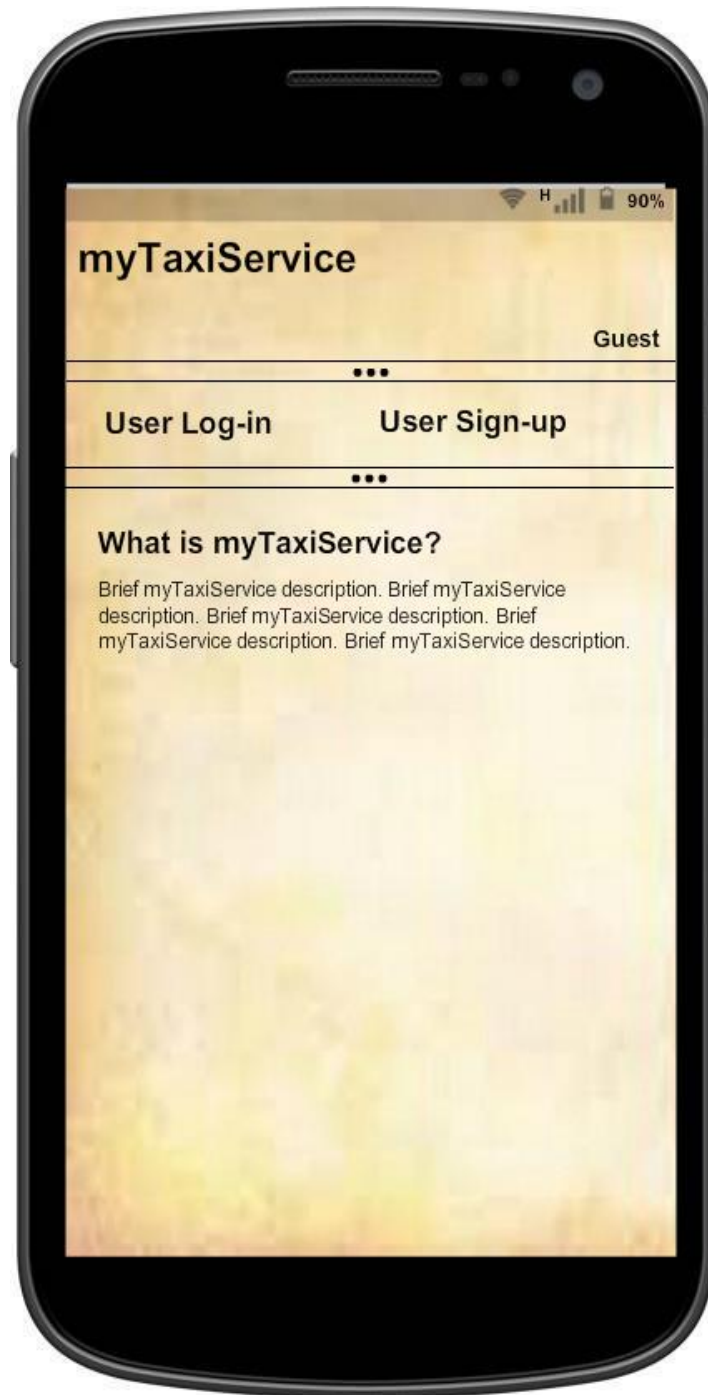 H 90%
myTaxiService
Guest
User Log-in User Sign-up
What is myTaxiService?
Brief myTaxiService description. Brief myTaxiService
description. Brief myTaxiService description. Brief
myTaxiService description. Brief myTaxiService description.